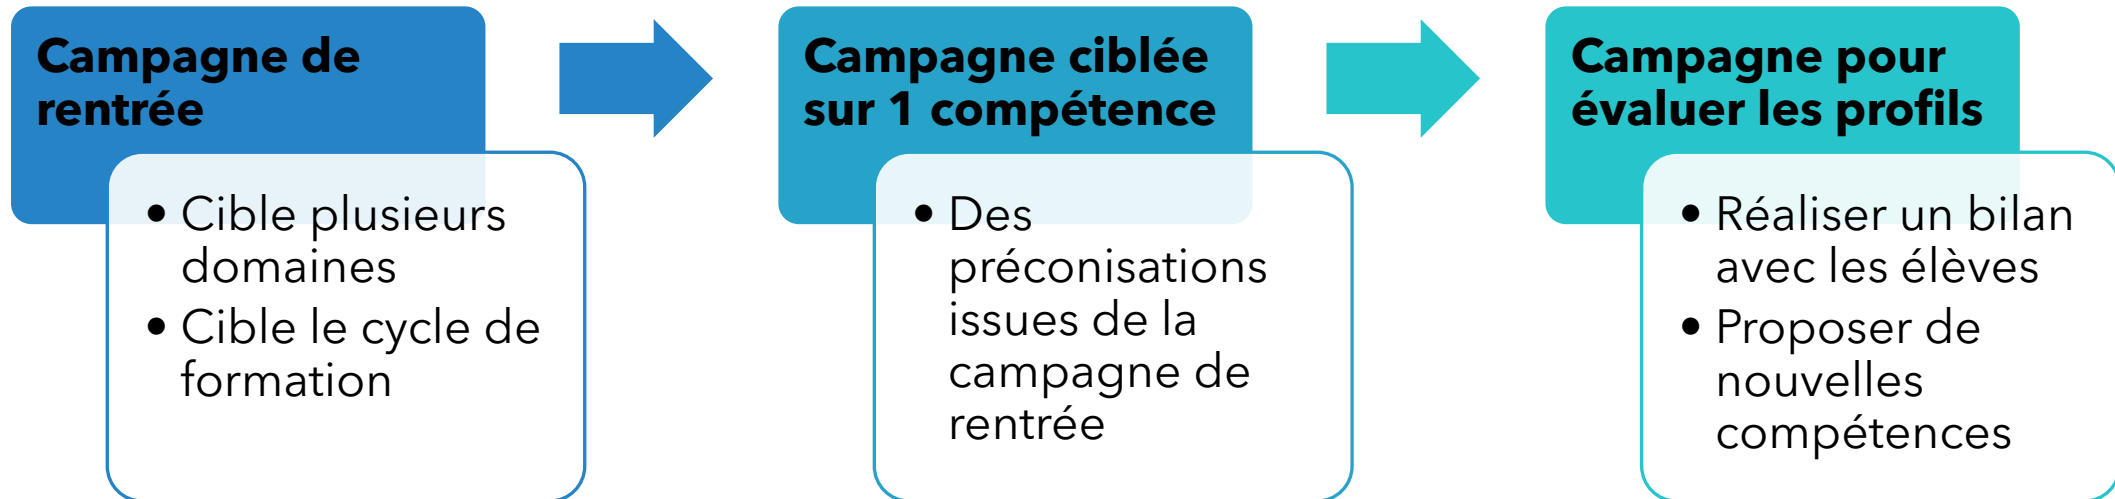 Campagne de
rentrée
• Cible plusieurs
domaines
• Cible le cycle de
formation
Campagne ciblée
sur 1 compétence
• Des
préconisations
issues de la
campagne de
rentrée
Campagne pour
évaluer les profils
• Réaliser un bilan
avec les élèves
• Proposer de
nouvelles
compétences